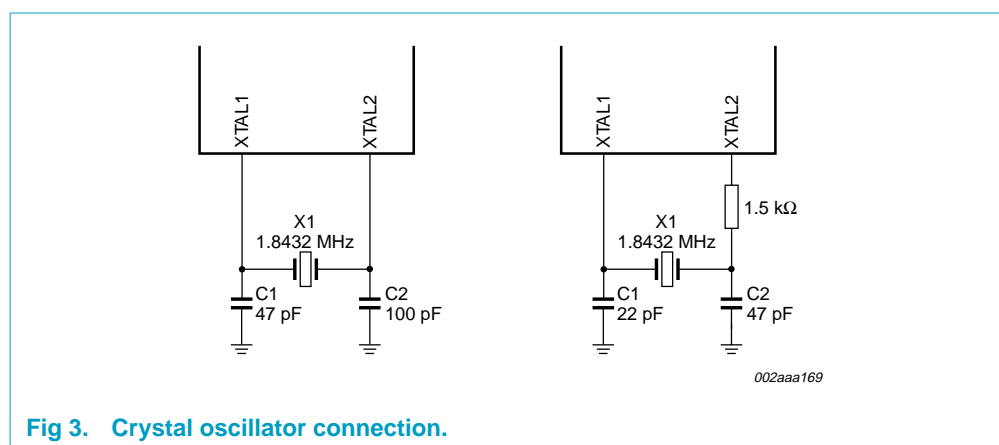 XTAL1
XTAL2
X1
1.8432 MHz
C1
47 pF
C2
100 pF
XTAL1
XTAL2
1.5 kΩ
X1
1.8432 MHz
C1
22 pF
C2
47 pF
002aaa169
Fig 3. Crystal oscillator connection.